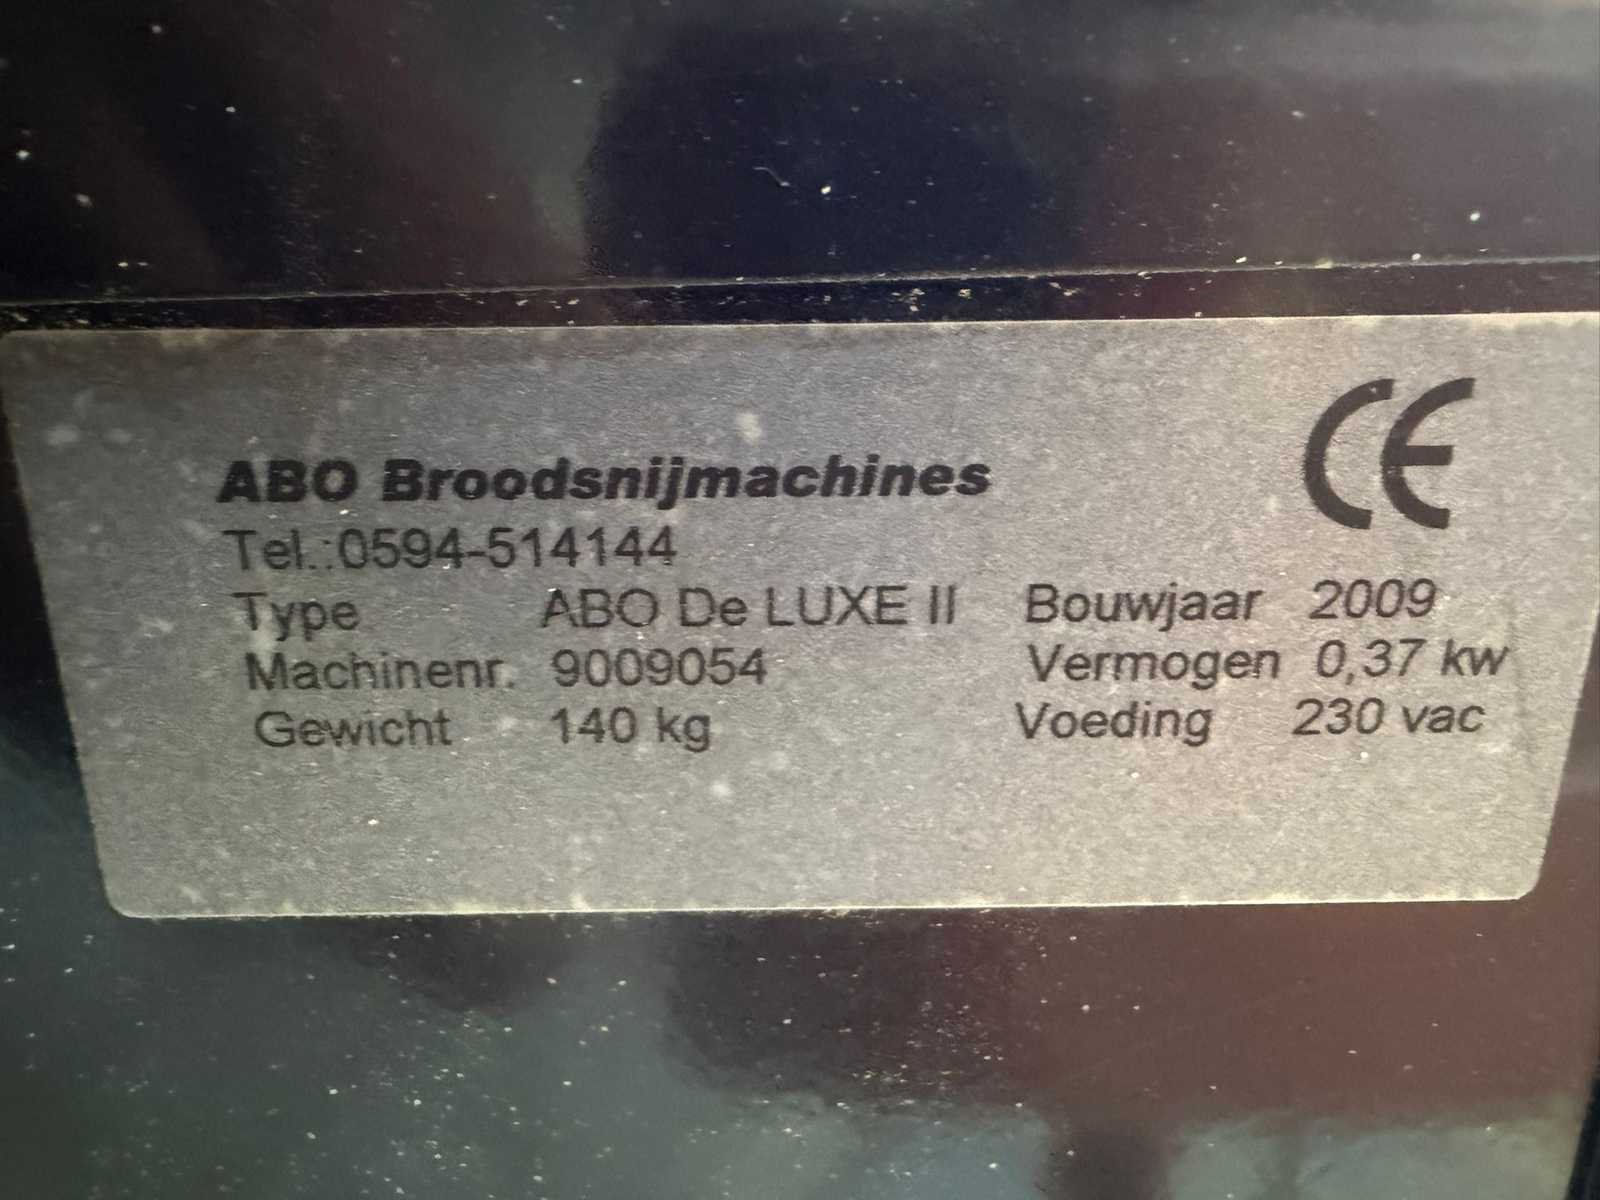 ABO Broodsnijmachines CE
Tel.:0594-514144
Type ABO De LUXE II Bouwjaar 2009
Machinenr. 9009054 Vermogen 0,37 kw
Gewicht 140 kg Voeding 230 vac